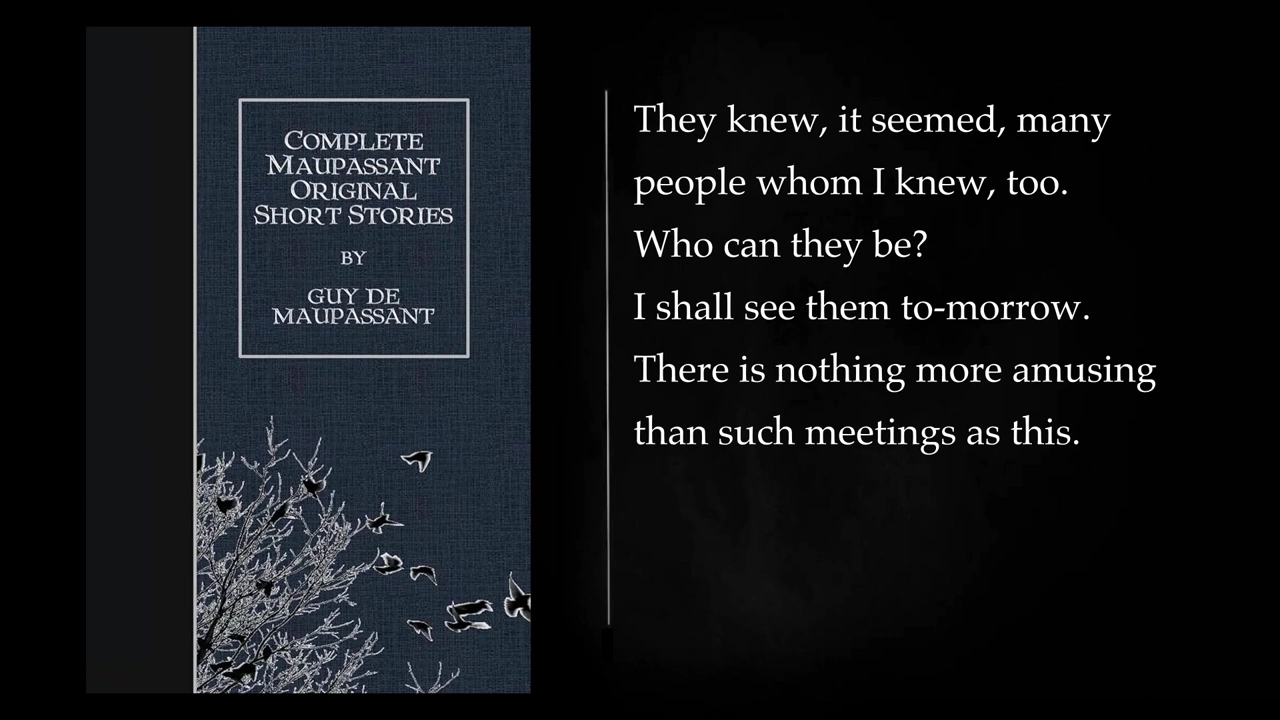 COMPLETE
MAUPASSANT
ORIGINAL
SHORT STORIES
BY
GUY DE
MAUPASSANT
They knew, it seemed, many
people whom I knew, too.
Who can they be?
I shall see them to-morrow.
There is nothing more amusing
than such meetings as this.